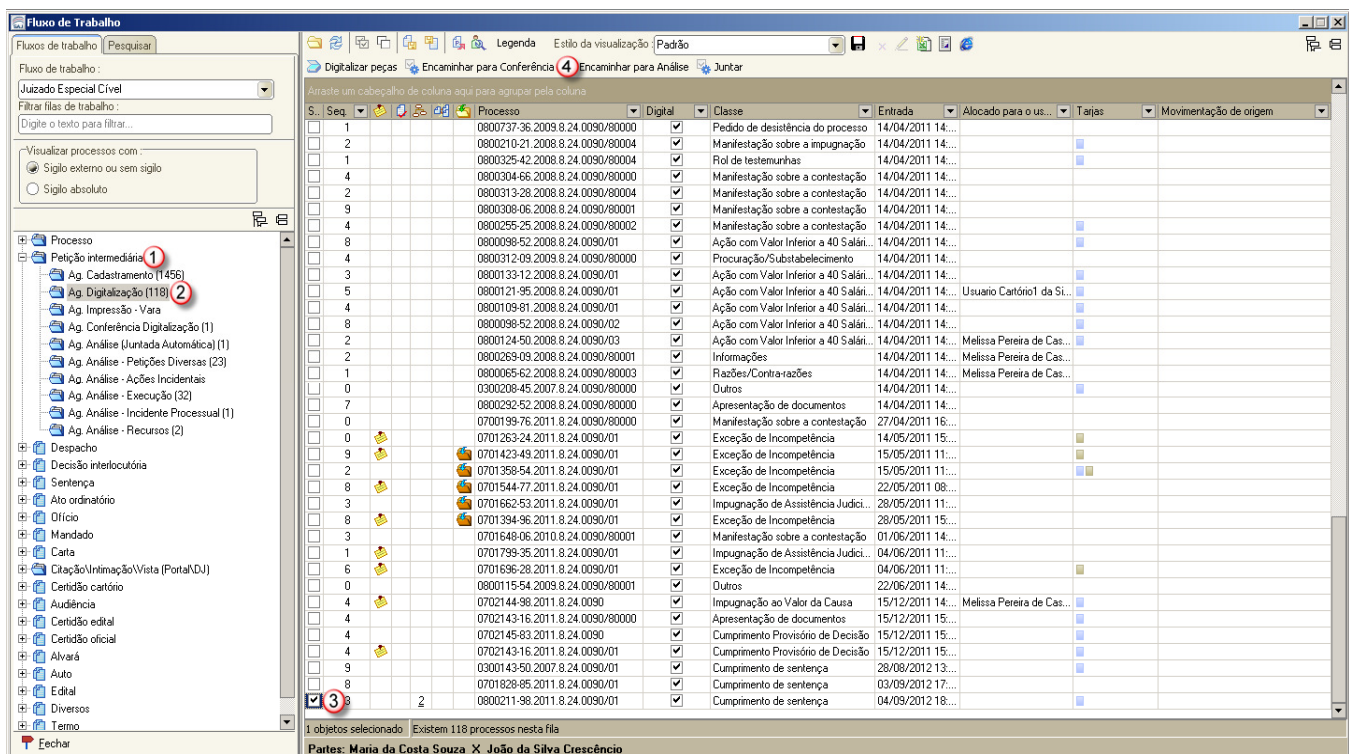 Fluxo de Trabalho
Fluxos de trabalho Pesquisar
Fluxo de trabalho :
Juizado Especial Cível
Filtrar filas de trabalho :
Digite o texto para filtrar...
Visualizar processos com :
Sigilo externo ou sem sigilo
Sigilo absoluto
Processo
Petição intermediária 1
Ag. Cadastramento (1456)
Ag. Digitalização (118) 2
Ag. Impressão - Vara
Ag. Conferência Digitalização (1)
Ag. Análise (Juntada Automática) (1)
Ag. Análise - Petições Diversas (23)
Ag. Análise - Ações Incidentais
Ag. Análise - Execução (32)
Ag. Análise - Incidente Processual (1)
Ag. Análise - Recursos (2)
Despacho
Decisão interlocutória
Sentença
Ato ordinatório
Ofício
Mandado
Carta
Citação\Intimação\Vista (Portal\DJ)
Certidão cartório
Audiência
Certidão edital
Certidão oficial
Alvará
Auto
Edital
Diversos
Termo
Fechar
Legenda Estilo da visualização : Padrão
Digitalizar peças Encaminhar para Conferência 4 Encaminhar para Análise Juntar
Arraste um cabeçalho de coluna aqui para agrupar pela coluna
S.. Seq. Processo Digital Classe Entrada Alocado para o us... Tarjas Movimentação de origem
1 0800737-36.2009.8.24.0090/80000 Pedido de desistência do processo 14/04/2011 14:...
2 0800210-21.2008.8.24.0090/80004 Manifestação sobre a impugnação 14/04/2011 14:...
1 0800325-42.2008.8.24.0090/80004 Rol de testemunhas 14/04/2011 14:...
4 0800304-66.2008.8.24.0090/80000 Manifestação sobre a contestação 14/04/2011 14:...
2 0800313-28.2008.8.24.0090/80004 Manifestação sobre a contestação 14/04/2011 14:...
9 0800308-06.2008.8.24.0090/80001 Manifestação sobre a contestação 14/04/2011 14:...
4 0800255-25.2008.8.24.0090/80002 Manifestação sobre a contestação 14/04/2011 14:...
8 0800098-52.2008.8.24.0090/01 Ação com Valor Inferior a 40 Salári... 14/04/2011 14:...
4 0800312-09.2009.8.24.0090/80000 Procuração/Substabelecimento 14/04/2011 14:...
3 0800133-12.2008.8.24.0090/01 Ação com Valor Inferior a 40 Salári... 14/04/2011 14:...
5 0800121-95.2008.8.24.0090/01 Ação com Valor Inferior a 40 Salári... 14/04/2011 14:... Usuario Cartório1 da Si...
4 0800109-81.2008.8.24.0090/01 Ação com Valor Inferior a 40 Salári... 14/04/2011 14:...
8 0800098-52.2008.8.24.0090/02 Ação com Valor Inferior a 40 Salári... 14/04/2011 14:...
2 0800124-50.2008.8.24.0090/03 Ação com Valor Inferior a 40 Salári... 14/04/2011 14:... Melissa Pereira de Cas...
2 0800269-09.2008.8.24.0090/80001 Informações 14/04/2011 14:... Melissa Pereira de Cas...
1 0800065-62.2008.8.24.0090/80003 Razões/Contra-razões 14/04/2011 14:... Melissa Pereira de Cas...
0 0300208-45.2007.8.24.0090/80000 Outros 14/04/2011 14:...
7 0800292-52.2008.8.24.0090/80000 Apresentação de documentos 14/04/2011 14:...
0 0700199-76.2011.8.24.0090/80000 Manifestação sobre a contestação 27/04/2011 16:...
0 0701263-24.2011.8.24.0090/01 Exceção de Incompetência 14/05/2011 15:...
9 0701423-49.2011.8.24.0090/01 Exceção de Incompetência 15/05/2011 11:...
2 0701358-54.2011.8.24.0090/01 Exceção de Incompetência 15/05/2011 11:...
8 0701544-77.2011.8.24.0090/01 Exceção de Incompetência 22/05/2011 08:...
3 0701662-53.2011.8.24.0090/01 Impugnação de Assistência Judici... 28/05/2011 11:...
8 0701394-96.2011.8.24.0090/01 Exceção de Incompetência 28/05/2011 15:...
3 0701648-06.2010.8.24.0090/80001 Manifestação sobre a contestação 01/06/2011 14:...
1 0701799-35.2011.8.24.0090/01 Impugnação de Assistência Judici... 04/06/2011 11:...
6 0701696-28.2011.8.24.0090/01 Exceção de Incompetência 04/06/2011 11:...
0 0800115-54.2009.8.24.0090/80001 Outros 22/06/2011 14:...
4 0702144-98.2011.8.24.0090 Impugnação ao Valor da Causa 15/12/2011 14:... Melissa Pereira de Cas...
4 0702143-16.2011.8.24.0090/80000 Apresentação de documentos 15/12/2011 15:...
4 0702145-83.2011.8.24.0090 Cumprimento Provisório de Decisão 15/12/2011 15:...
4 0702143-16.2011.8.24.0090/01 Cumprimento Provisório de Decisão 15/12/2011 15:...
9 0300143-50.2007.8.24.0090/01 Cumprimento de sentença 28/08/2012 13:...
8 0701828-85.2011.8.24.0090/01 Cumprimento de sentença 03/09/2012 17:...
3 3 2 0800211-98.2011.8.24.0090/01 Cumprimento de sentença 04/09/2012 18:...
1 objetos selecionado Existem 118 processos nesta fila
Partes: Maria da Costa Souza X João da Silva Crescêncio